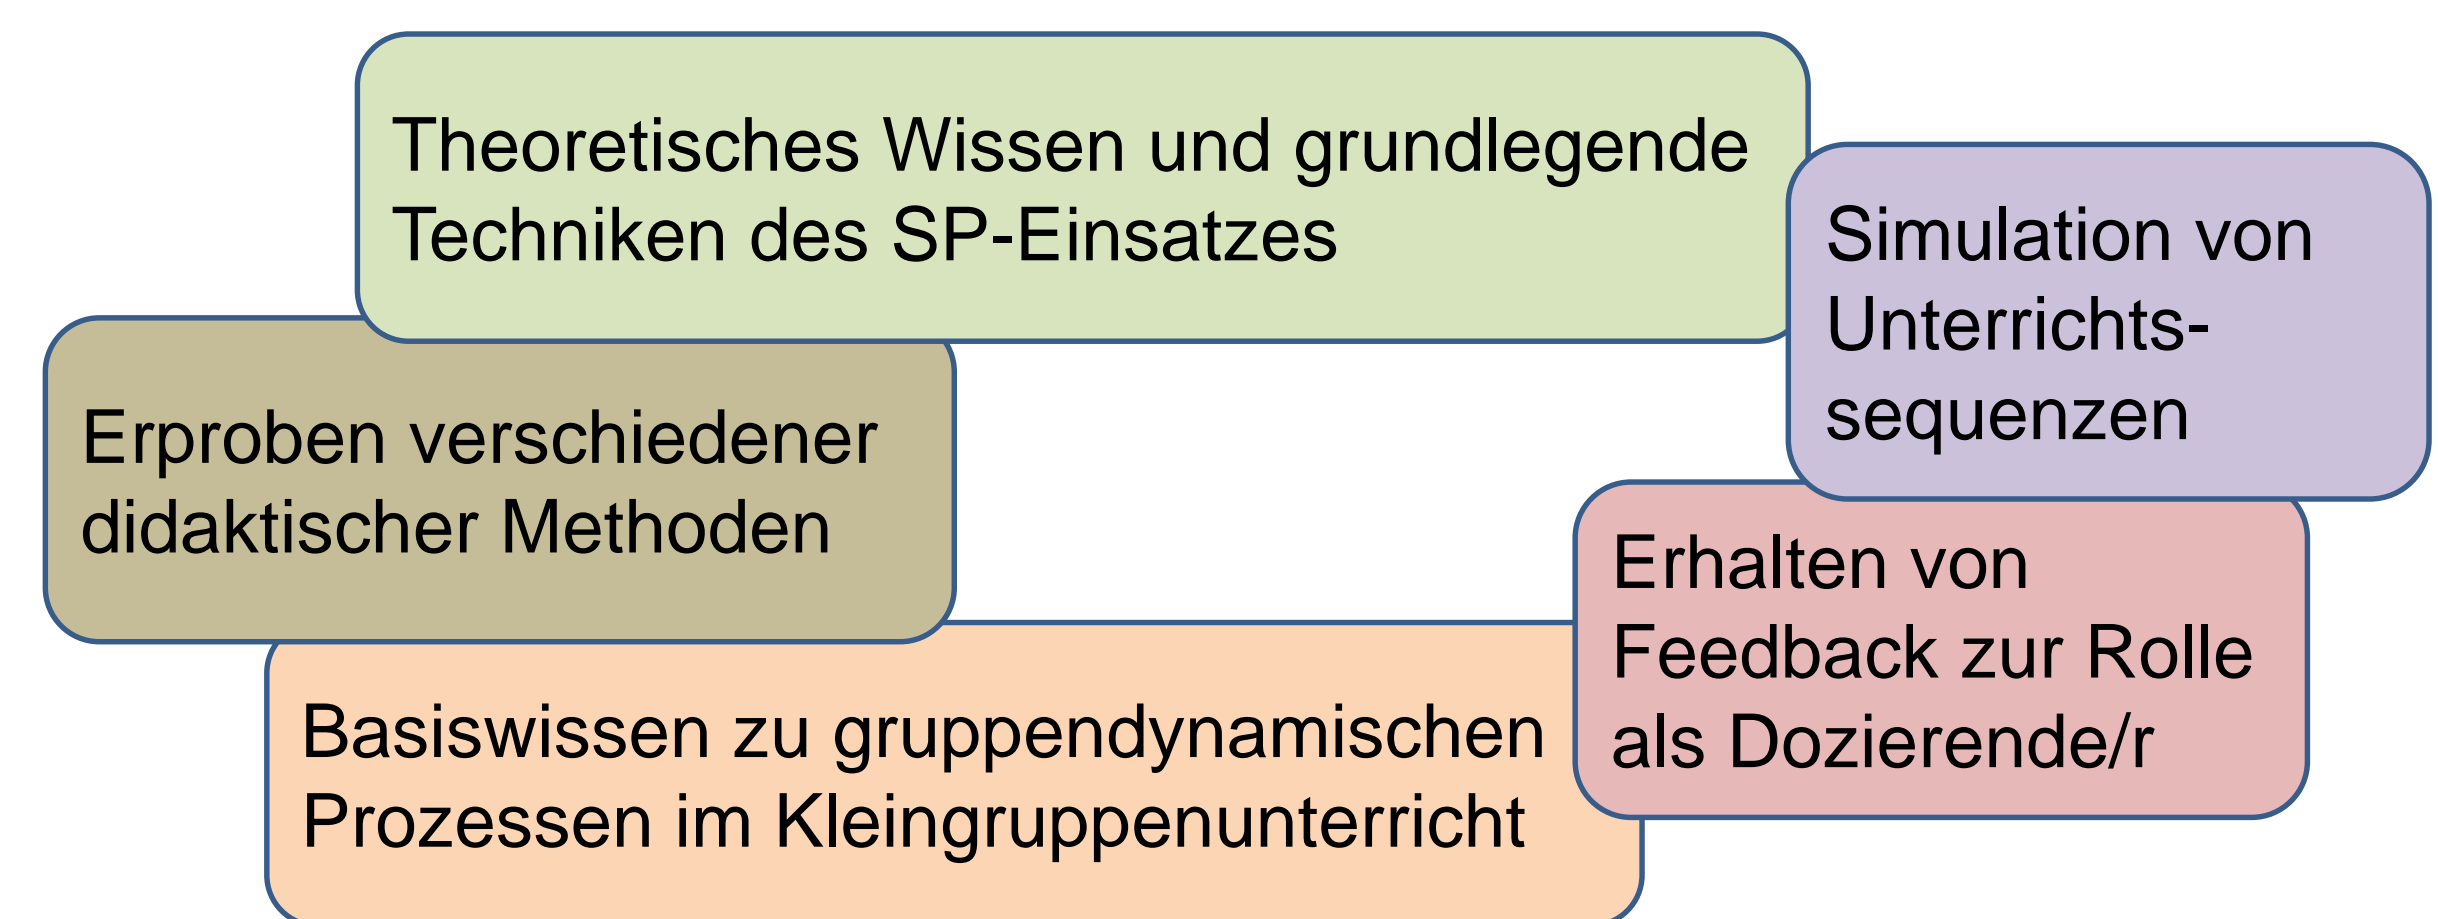 Theoretisches Wissen und grundlegende
Techniken des SP-Einsatzes
Simulation von
Unterrichts-
sequenzen
Erproben verschiedener
didaktischer Methoden
Erhalten von
Feedback zur Rolle
als Dozierende/r
Basiswissen zu gruppendynamischen
Prozessen im Kleingruppenunterricht